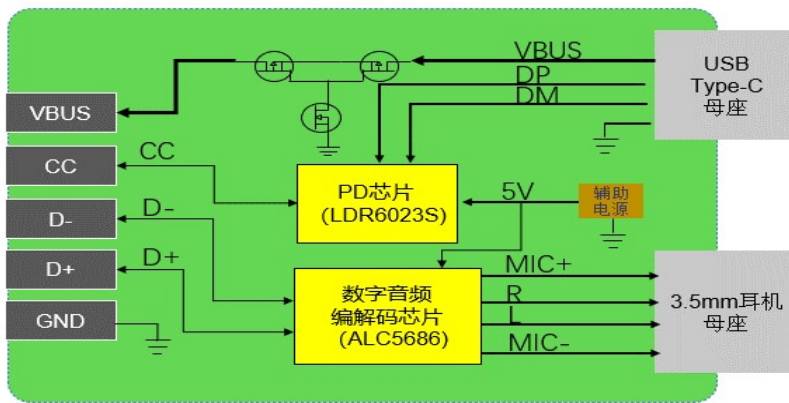 VBUS
USB
Type-C
母座
DP
DM
VBUS
CC
CC
PD芯片
(LDR6023S)
5V
辅助
电源
D-
D-
D+
D+
MIC+
数字音频
编解码芯片
(ALC5686)
R
L
MIC-
3.5mm耳机
母座
GND